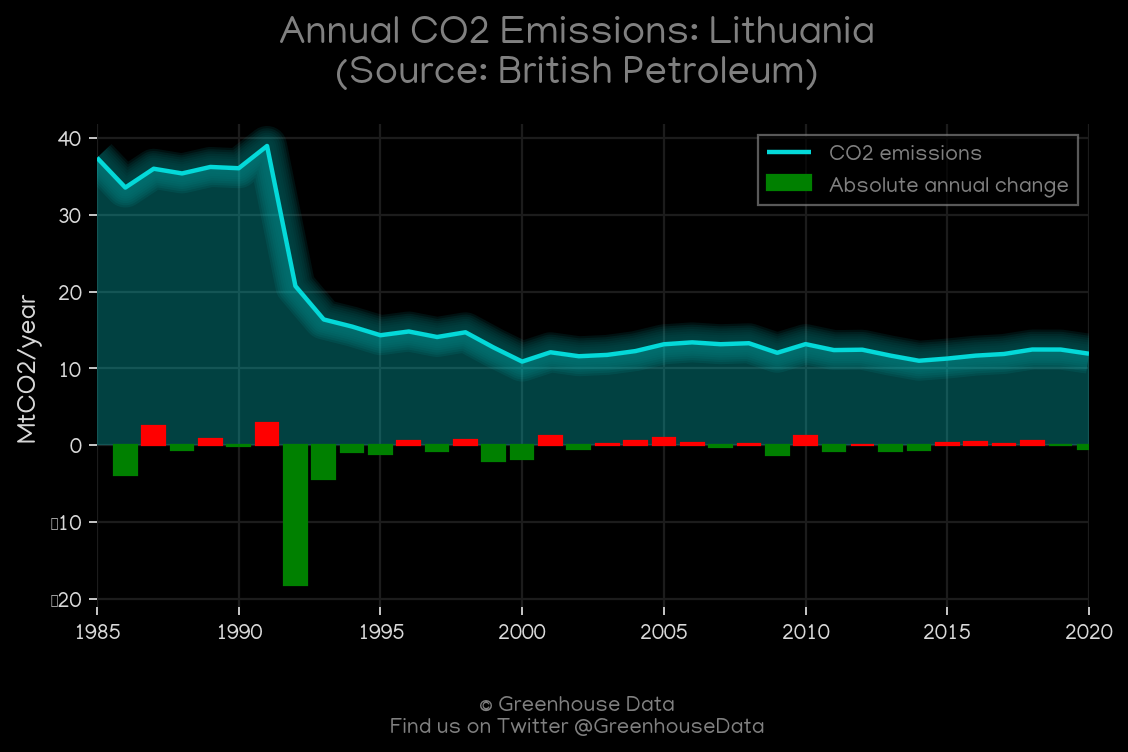 Annual CO2 Emissions: Lithuania
(Source: British Petroleum)
CO2 emissions
Absolute annual change
MtCO2/year
40
30
20
10
0
▯10
▯20
1985 1990 1995 2000 2005 2010 2015 2020
© Greenhouse Data
Find us on Twitter @GreenhouseData